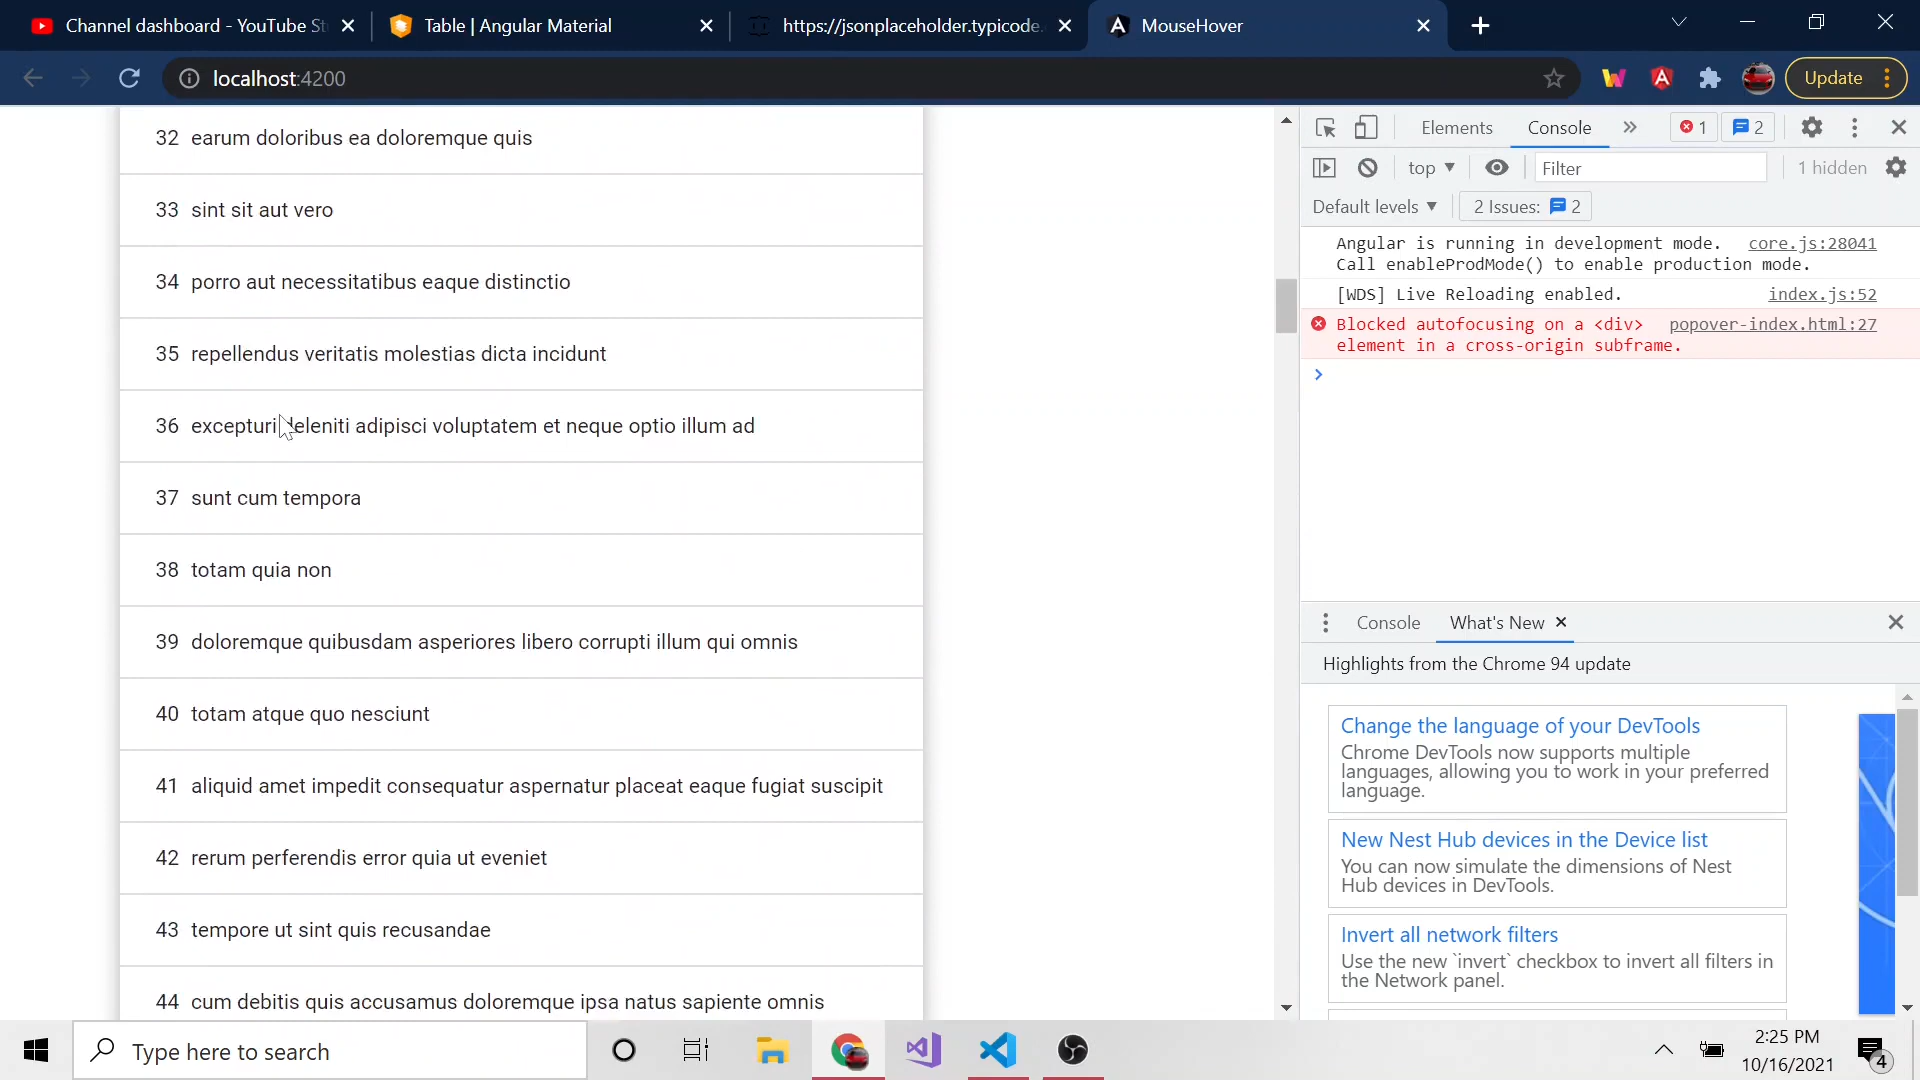 Channel dashboard - YouTube St
Table | Angular Material
https://jsonplaceholder.typicode.
MouseHover
localhost:4200
Update
32 earum doloribus ea doloremque quis
33 sint sit aut vero
34 porro aut necessitatibus eaque distinctio
35 repellendus veritatis molestias dicta incidunt
36 excepturi deleniti adipisci voluptatem et neque optio illum ad
37 sunt cum tempora
38 totam quia non
39 doloremque quibusdam asperiores libero corrupti illum qui omnis
40 totam atque quo nesciunt
41 aliquid amet impedit consequatur aspernatur placeat eaque fugiat suscipit
42 rerum perferendis error quia ut eveniet
43 tempore ut sint quis recusandae
44 cum debitis quis accusamus doloremque ipsa natus sapiente omnis
Elements Console 1 2
top Filter 1 hidden
Default levels 2 Issues: 2
Angular is running in development mode. core.js:28041
Call enableProdMode() to enable production mode.
[WDS] Live Reloading enabled. index.js:52
Blocked autofocusing on a <div> popover-index.html:27
element in a cross-origin subframe.
Console What's New
Highlights from the Chrome 94 update
Change the language of your DevTools
Chrome DevTools now supports multiple
languages, allowing you to work in your preferred
language.
New Nest Hub devices in the Device list
You can now simulate the dimensions of Nest
Hub devices in DevTools.
Invert all network filters
Use the new `invert` checkbox to invert all filters in
the Network panel.
Type here to search
2:25 PM
10/16/2021
4